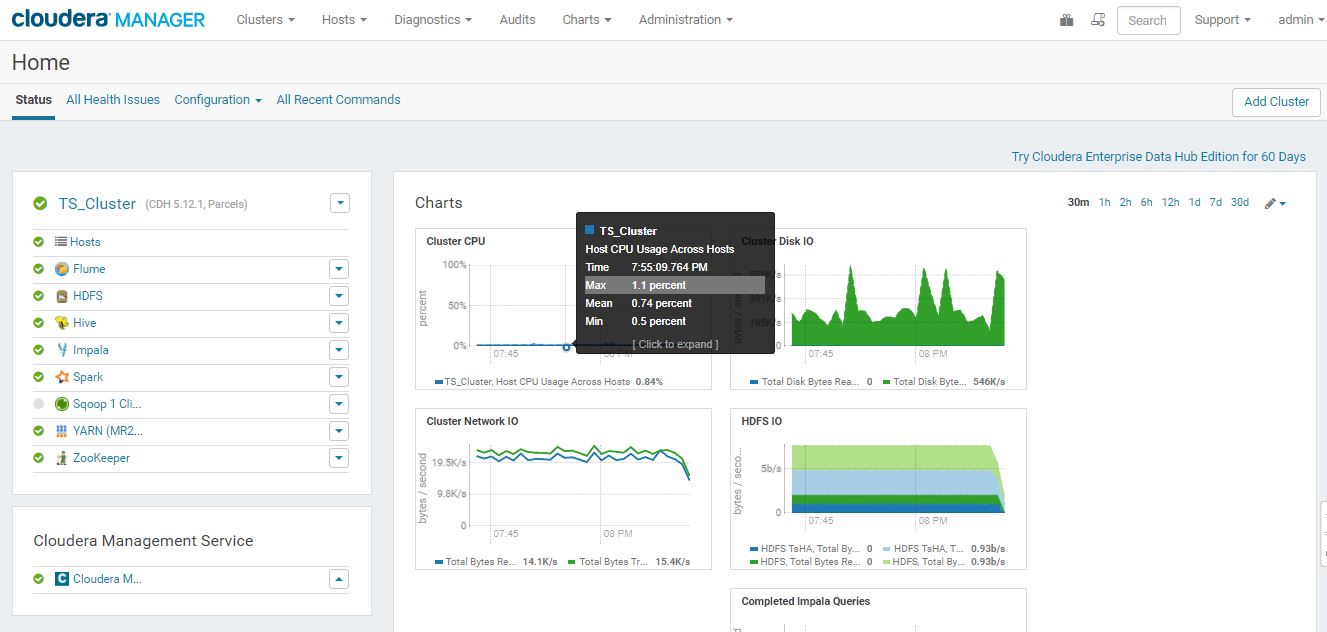 cloudera MANAGER Clusters Hosts Diagnostics Audits Charts Administration Search Support admin
Home
Status All Health Issues Configuration All Recent Commands Add Cluster
Try Cloudera Enterprise Data Hub Edition for 60 Days
TS_Cluster (CDH 5.12.1, Parcels)
Hosts
Flume
HDFS
Hive
Impala
Spark
Sqoop 1 Cli...
YARN (MR2...
ZooKeeper
Cloudera Management Service
Cloudera M...
Charts
30m 1h 2h 6h 12h 1d 7d 30d
Cluster CPU
percent
100%
50%
0%
07:45 08 PM
TS_Cluster, Host CPU Usage Across Hosts 0.84%
TS_Cluster
Host CPU Usage Across Hosts
Time 7:55:09.764 PM
Max 1.1 percent
Mean 0.74 percent
Min 0.5 percent
[ Click to expand ]
Cluster Disk IO
bytes / second
391K/s
195K/s
0
07:45 08 PM
Total Disk Bytes Rea... 0 Total Disk Byte... 546K/s
Cluster Network IO
bytes / second
19.5K/s
9.8K/s
0
07:45 08 PM
Total Bytes Re... 14.1K/s Total Bytes Tr... 15.4K/s
HDFS IO
bytes / seco...
5b/s
0
07:45 08 PM
HDFS TsHA, Total By... 0 HDFS TsHA, T... 0.93b/s
HDFS, Total Bytes Re... 0 HDFS, Total By... 0.93b/s
Completed Impala Queries